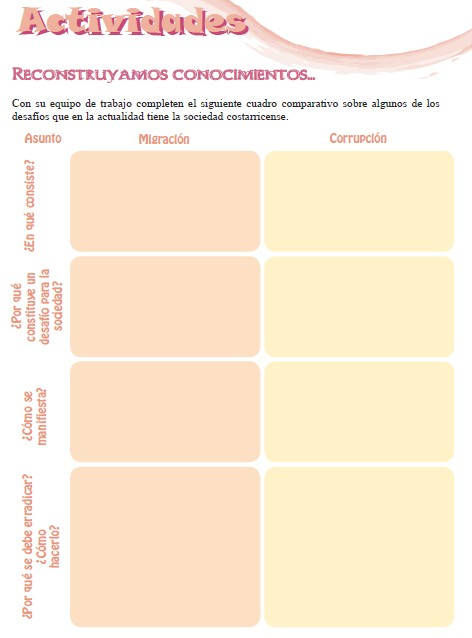 Actividades
RECONSTRUYAMOS CONOCIMIENTOS...
Con su equipo de trabajo completen el siguiente cuadro comparativo sobre algunos de los
desafíos que en la actualidad tiene la sociedad costarricense.
Asunto Migración Corrupción
¿En qué consiste?
¿Por qué
constituye un
desafío para la
sociedad?
¿Cómo se
manifiesta?
¿Por qué se debe erradicar?
¿Cómo
hacerlo?